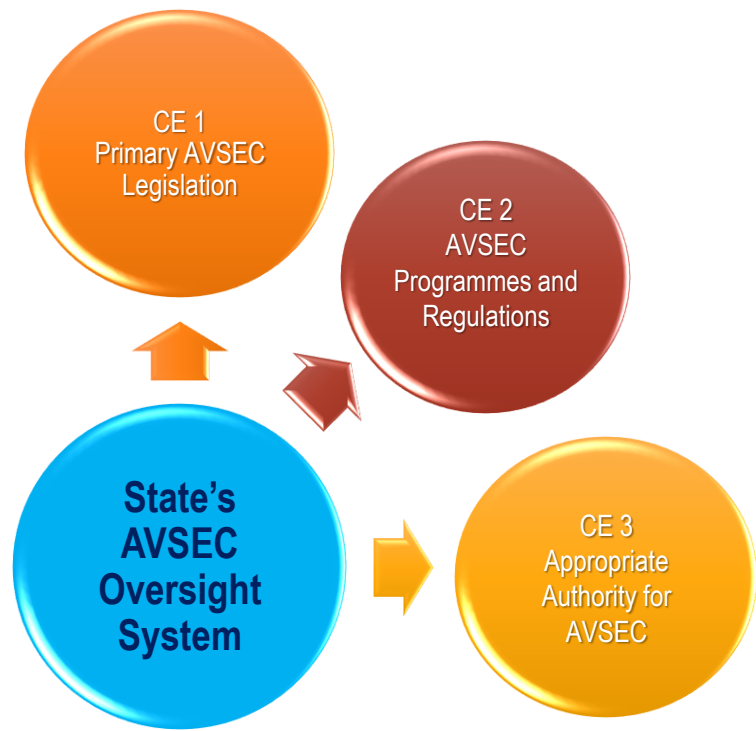 CE 1
Primary AVSEC
Legislation
CE 2
AVSEC
Programmes and
Regulations
State’s
AVSEC
Oversight
System
CE 3
Appropriate
Authority for
AVSEC